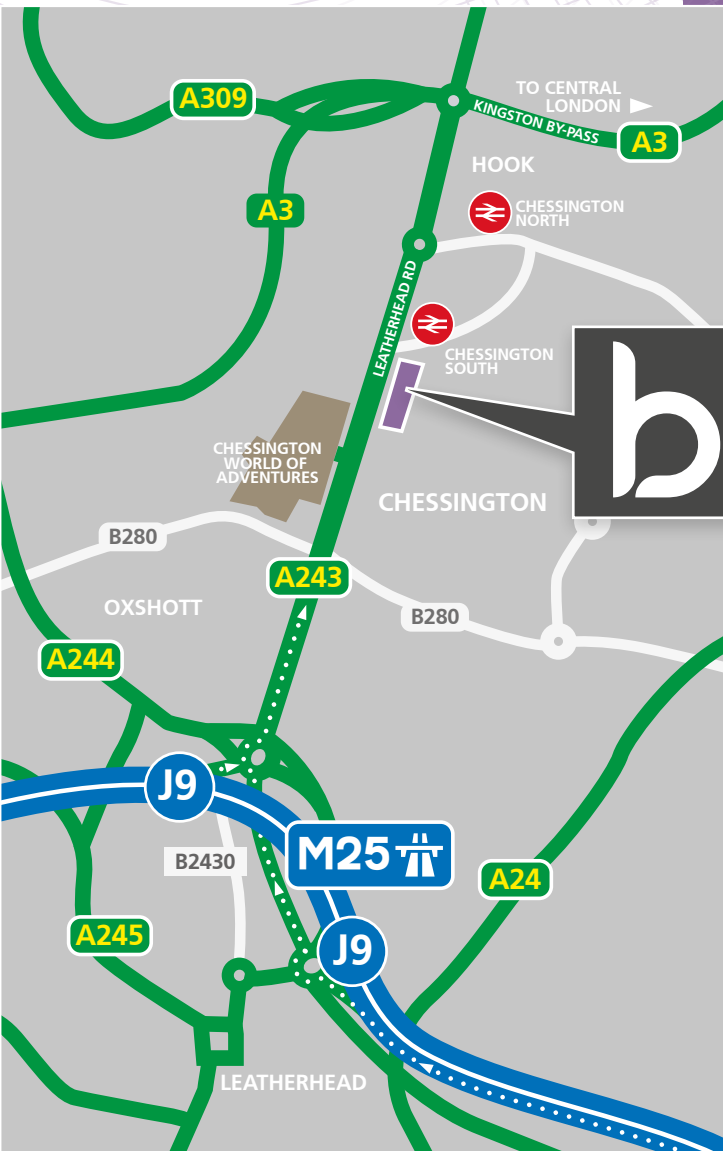 A309
TO CENTRAL
LONDON
KINGSTON BY-PASS
A3
HOOK
A3
CHESSINGTON
NORTH
LEATHERHEAD RD
CHESSINGTON
SOUTH
b
CHESSINGTON
WORLD OF
ADVENTURES
CHESSINGTON
B280
A243
OXSHOTT
B280
A244
J9
M25
B2430
A24
A245
J9
LEATHERHEAD